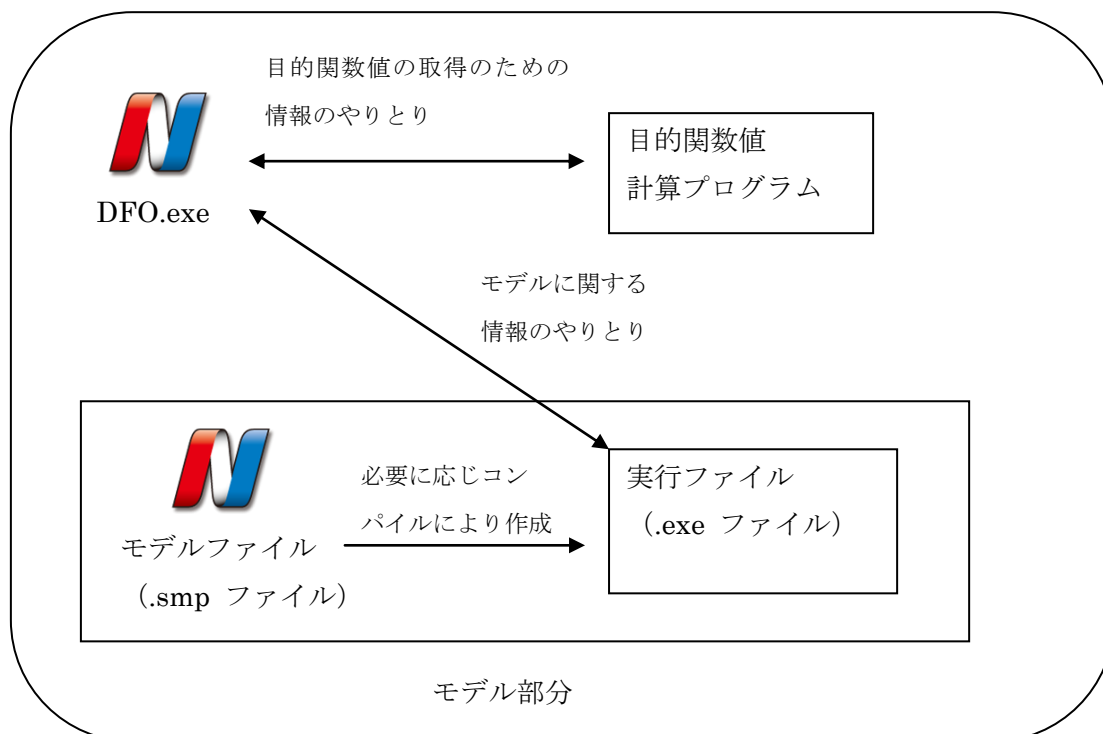 目的関数値の取得のための
情報のやりとり
DFO.exe
目的関数値
計算プログラム
モデルに関する
情報のやりとり
モデルファイル
（.smp ファイル）
必要に応じコン
パイルにより作成
実行ファイル
（.exe ファイル）
モデル部分